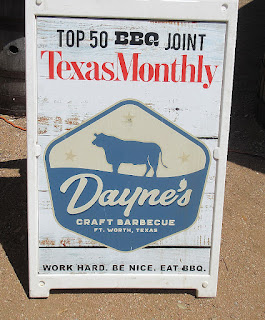 TOP 50 BBQ JOINT
TexasMonthly
Dayne's
CRAFT BARBECUE
FT. WORTH, TEXAS
WORK HARD. BE NICE. EAT BBQ.